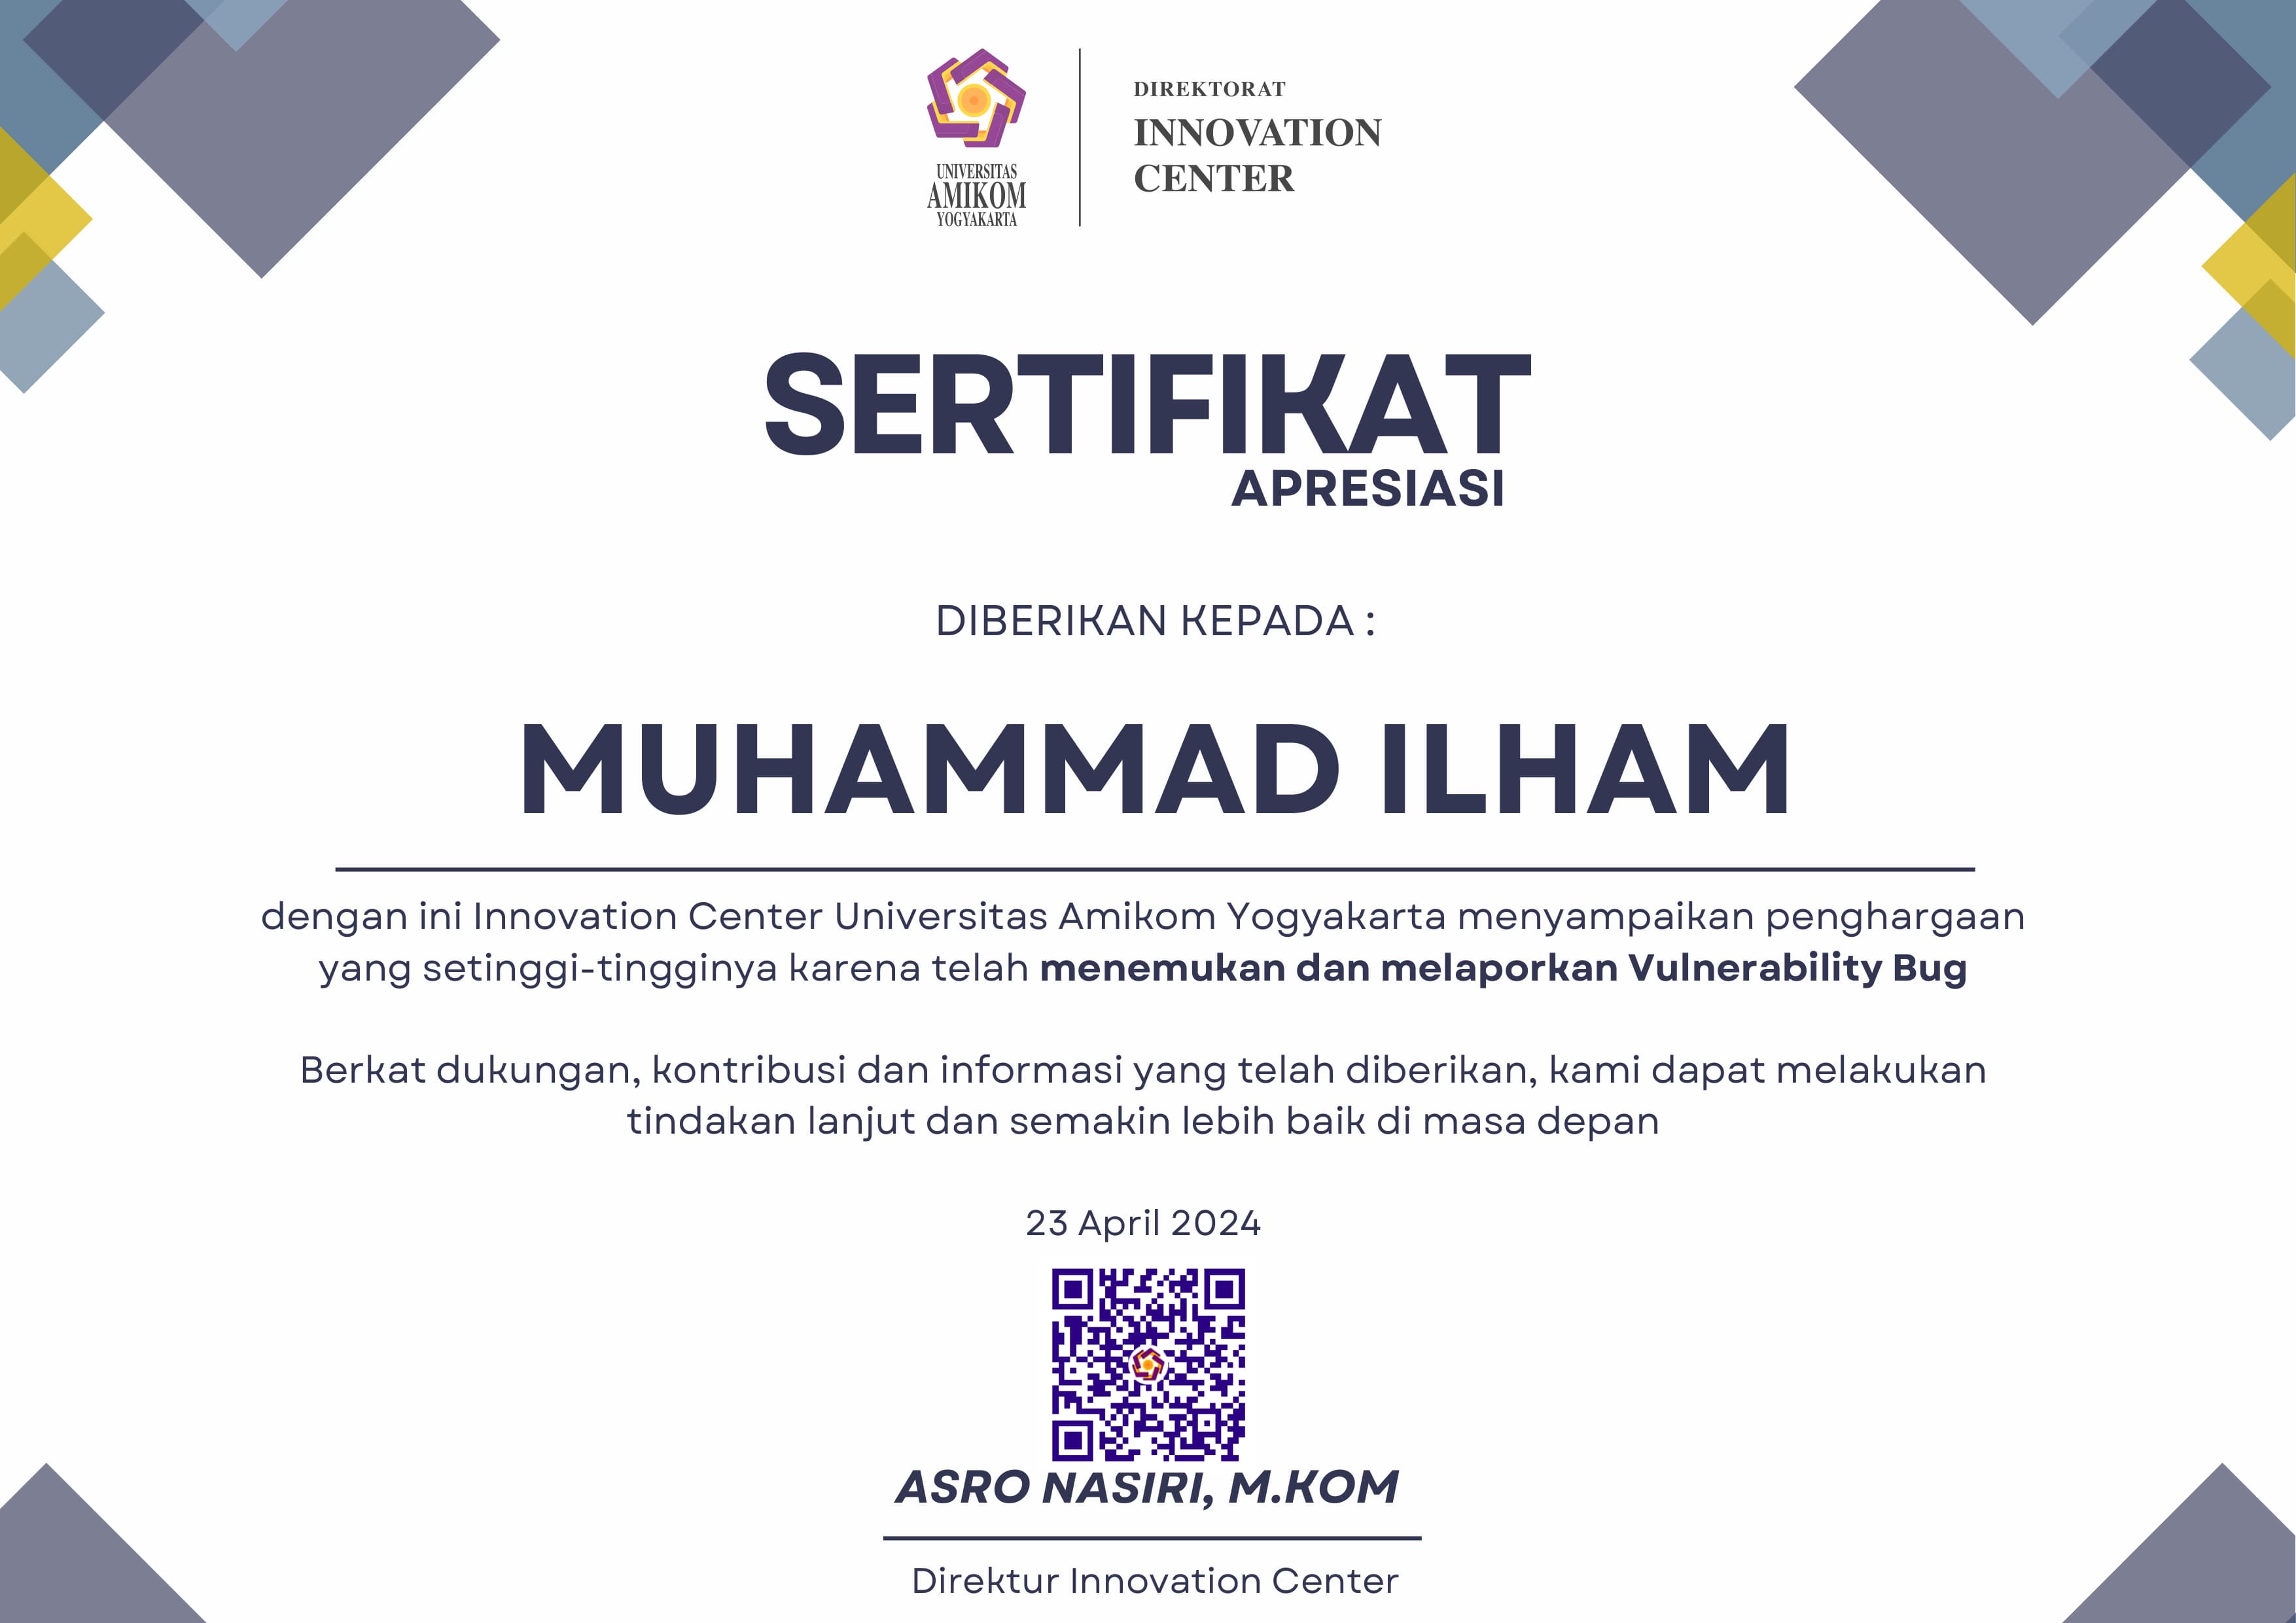 UNIVERSITAS
AMIKOM
YOGYAKARTA
DIREKTORAT
INNOVATION
CENTER
SERTIFIKAT
APRESIASI
DIBERIKAN KEPADA :
MUHAMMAD ILHAM
dengan ini Innovation Center Universitas Amikom Yogyakarta menyampaikan penghargaan
yang setinggi-tingginya karena telah menemukan dan melaporkan Vulnerability Bug
Berkat dukungan, kontribusi dan informasi yang telah diberikan, kami dapat melakukan
tindakan lanjut dan semakin lebih baik di masa depan
23 April 2024
ASRO NASIRI, M.KOM
Direktur Innovation Center